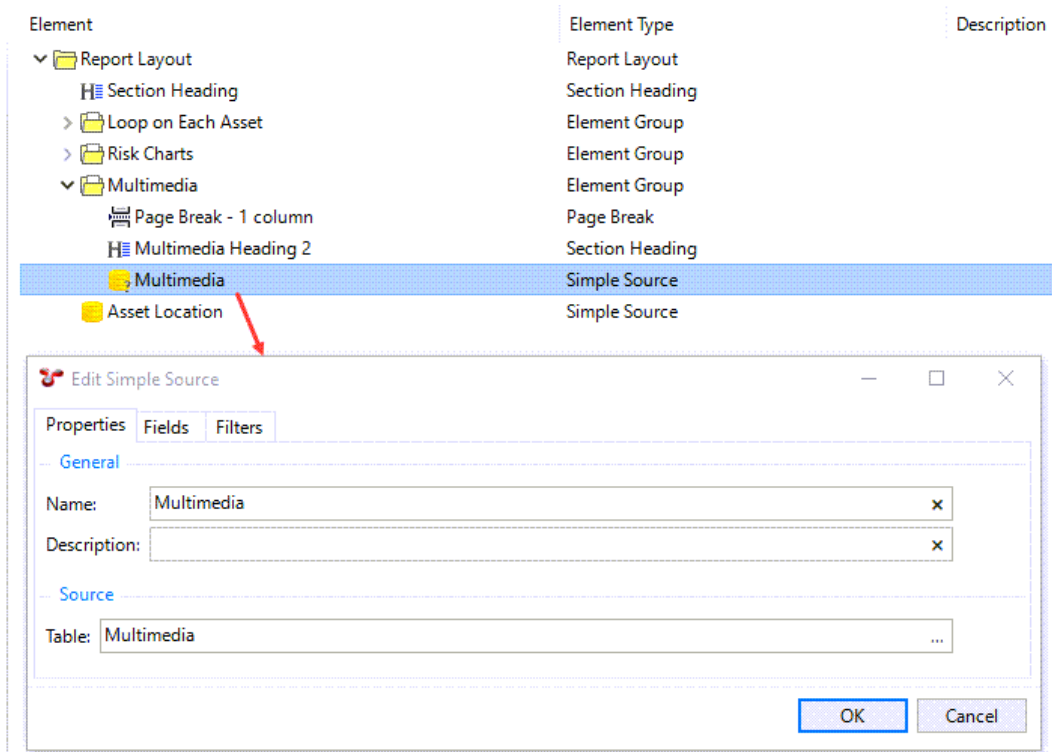 Element Element Type Description
Report Layout Report Layout
Section Heading Section Heading
Loop on Each Asset Element Group
Risk Charts Element Group
Multimedia Element Group
Page Break - 1 column Page Break
Multimedia Heading 2 Section Heading
Multimedia Simple Source
Asset Location Simple Source
Edit Simple Source
Properties Fields Filters
General
Name: Multimedia
Description:
Source
Table: Multimedia ...
OK Cancel